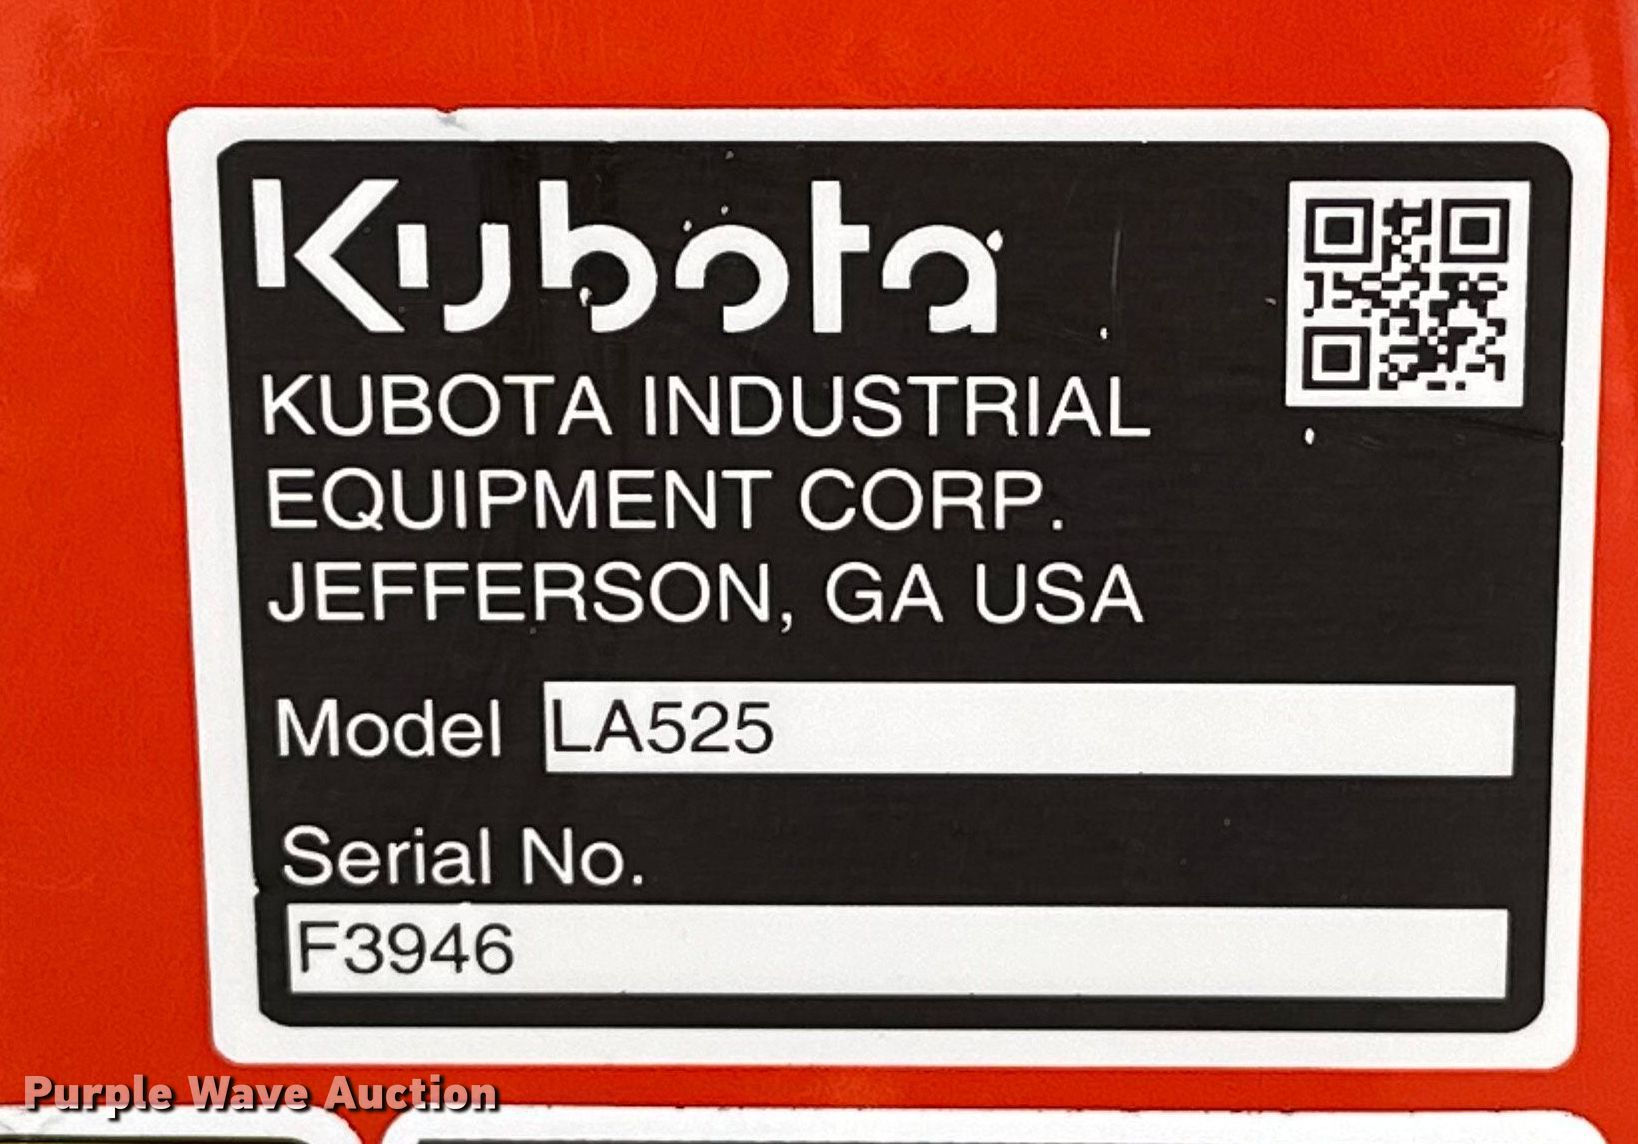 Kubota
KUBOTA INDUSTRIAL
EQUIPMENT CORP.
JEFFERSON, GA USA
Model LA525
Serial No.
F3946
Purple Wave Auction